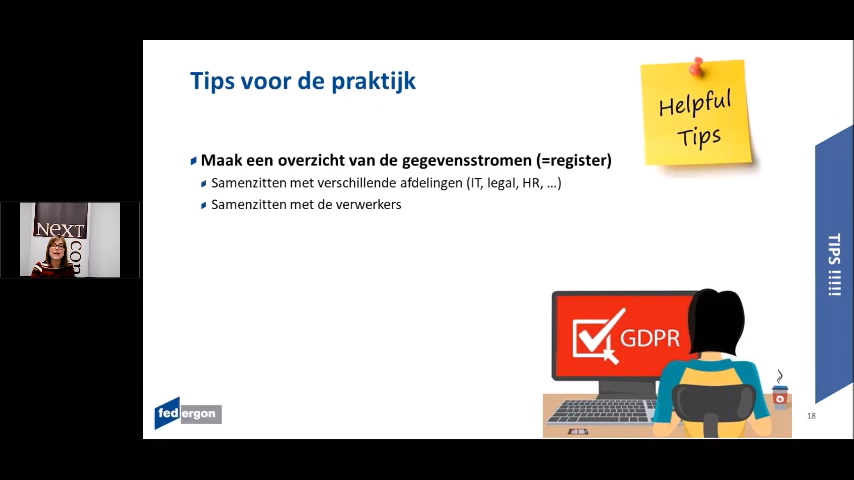 Tips voor de praktijk
Helpful
Tips
Maak een overzicht van de gegevensstromen (=register)
Samenzitten met verschillende afdelingen (IT, legal, HR, ...)
Samenzitten met de verwerkers
NEXT
con
TIPS !!!!!
GDPR
federgon
18